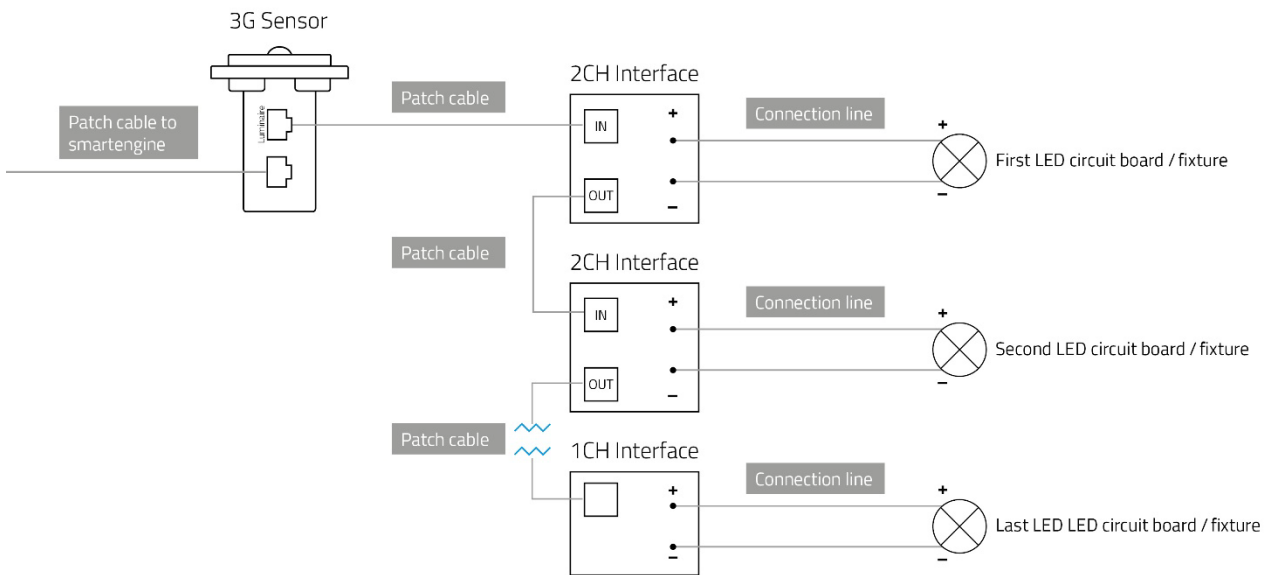 3G Sensor
Patch cable to
smartengine
Luminaire
Patch cable
2CH Interface
IN
OUT
+
–
Connection line
+
–
First LED circuit board / fixture
Patch cable
2CH Interface
IN
OUT
+
–
Connection line
+
–
Second LED circuit board / fixture
Patch cable
1CH Interface
+
–
Connection line
+
–
Last LED LED circuit board / fixture